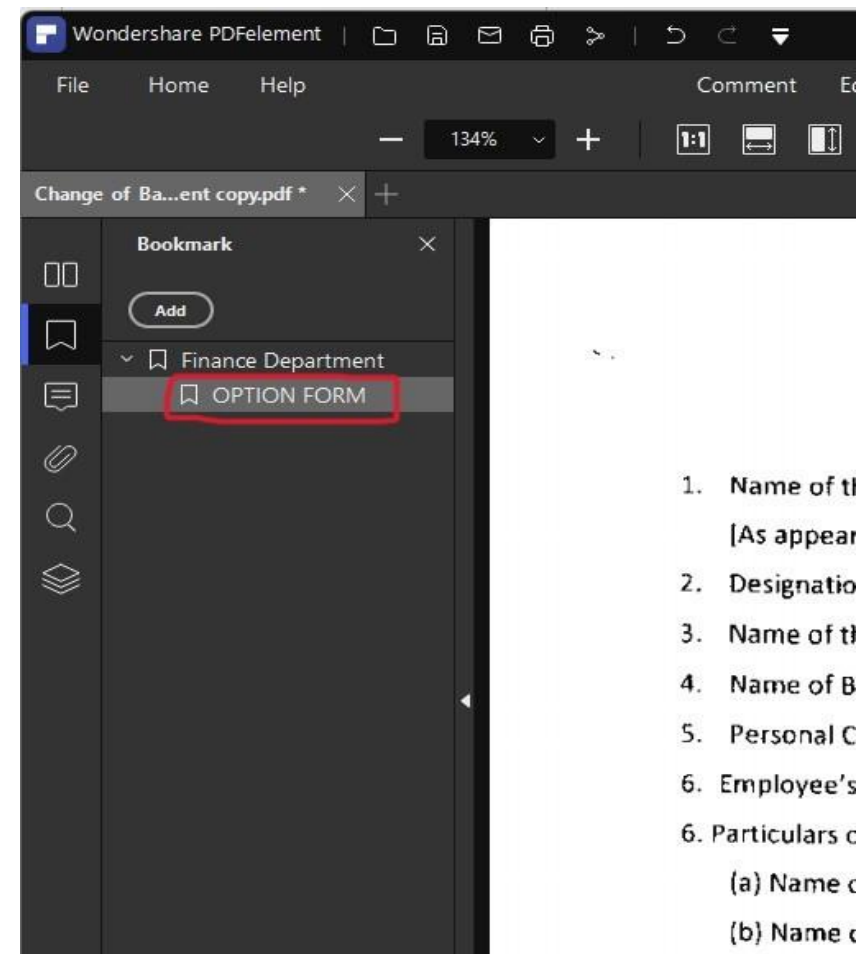 Wondershare PDFelement
File Home Help Comment
134% 1:1
Change of Ba...ent copy.pdf *
Bookmark
Add
Finance Department
OPTION FORM
1. Name of
[As appear
2. Designatio
3. Name of
4. Name of B
5. Personal C
6. Employee's
6. Particulars
(a) Name
(b) Name